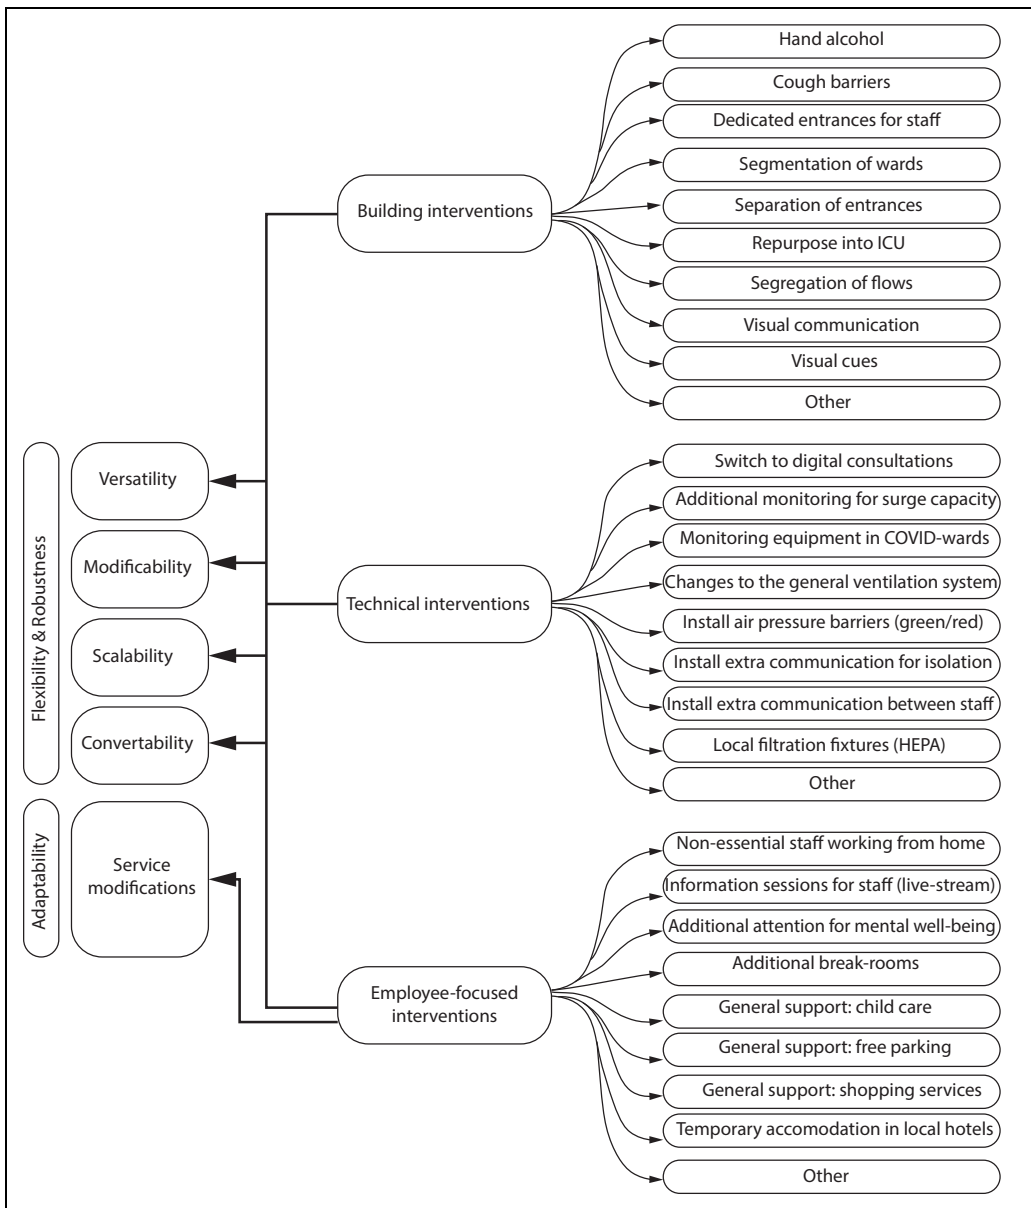 Hand alcohol
Cough barriers
Dedicated entrances for staff
Segmentation of wards
Building interventions
Separation of entrances
Repurpose into ICU
Segregation of flows
Visual communication
Visual cues
Other
Flexibility & Robustness
Versatility
Modificability
Scalability
Convertability
Switch to digital consultations
Additional monitoring for surge capacity
Monitoring equipment in COVID-wards
Changes to the general ventilation system
Technical interventions
Install air pressure barriers (green/red)
Install extra communication for isolation
Install extra communication between staff
Local filtration fixtures (HEPA)
Other
Adaptability
Service
modifications
Non-essential staff working from home
Information sessions for staff (live-stream)
Additional attention for mental well-being
Additional break-rooms
Employee-focused
interventions
General support: child care
General support: free parking
General support: shopping services
Temporary accomodation in local hotels
Other